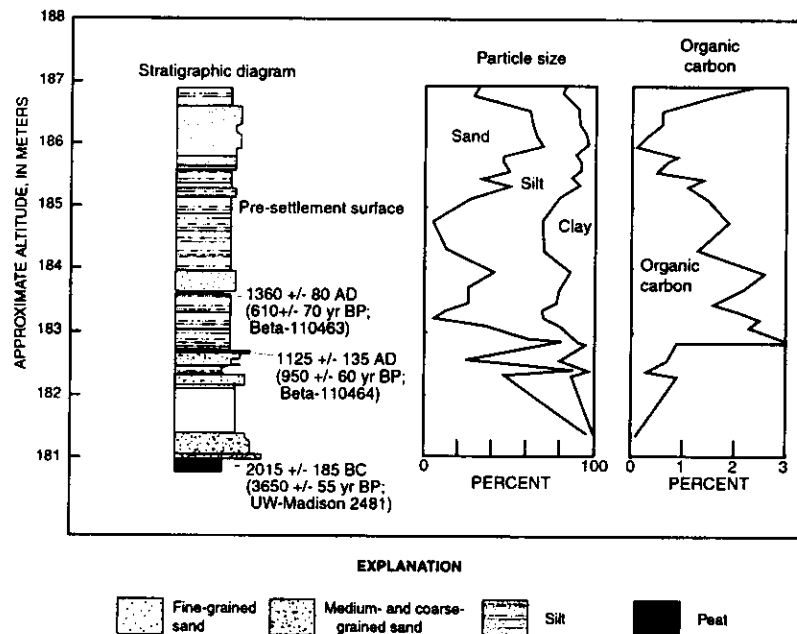 188
187
186
185
184
183
182
181
APPROXIMATE ALTITUDE, IN METERS
Stratigraphic diagram
Pre-settlement surface
1360 +/- 80 AD
(610+/- 70 yr BP;
Beta-110463)
1125 +/- 135 AD
(950 +/- 60 yr BP;
Beta-110464)
2015 +/- 185 BC
(3650 +/- 55 yr BP;
UW-Madison 2481)
Particle size
Sand
Silt
Clay
0 100
PERCENT
Organic
carbon
Organic
carbon
0 1 2 3
PERCENT
EXPLANATION
Fine-grained
sand
Medium- and coarse-
grained sand
Silt
Peat